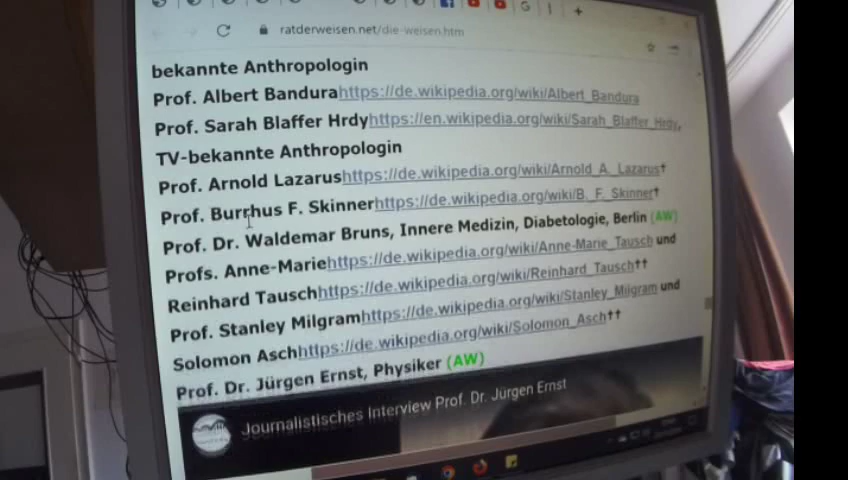 ratderweisen.net/die-weisen.htm
bekannte Anthropologin
Prof. Albert Bandurahttps://de.wikipedia.org/wiki/Albert_Bandura
Prof. Sarah Blaffer Hrdyhttps://en.wikipedia.org/wiki/Sarah_Blaffer_Hrdy,
TV-bekannte Anthropologin
Prof. Arnold Lazarushttps://de.wikipedia.org/wiki/Arnold_A._Lazarus†
Prof. Burrhus F. Skinnerhttps://de.wikipedia.org/wiki/B._F._Skinner†
Prof. Dr. Waldemar Bruns, Innere Medizin, Diabetologie, Berlin (AW)
Profs. Anne-Mariehttps://de.wikipedia.org/wiki/Anne-Marie_Tausch und
Reinhard Tauschhttps://de.wikipedia.org/wiki/Reinhard_Tausch††
Prof. Stanley Milgramhttps://de.wikipedia.org/wiki/Stanley_Milgram und
Solomon Aschhttps://de.wikipedia.org/wiki/Solomon_Asch††
Prof. Dr. Jürgen Ernst, Physiker (AW)
Journalistisches Interview Prof. Dr. Jürgen Ernst